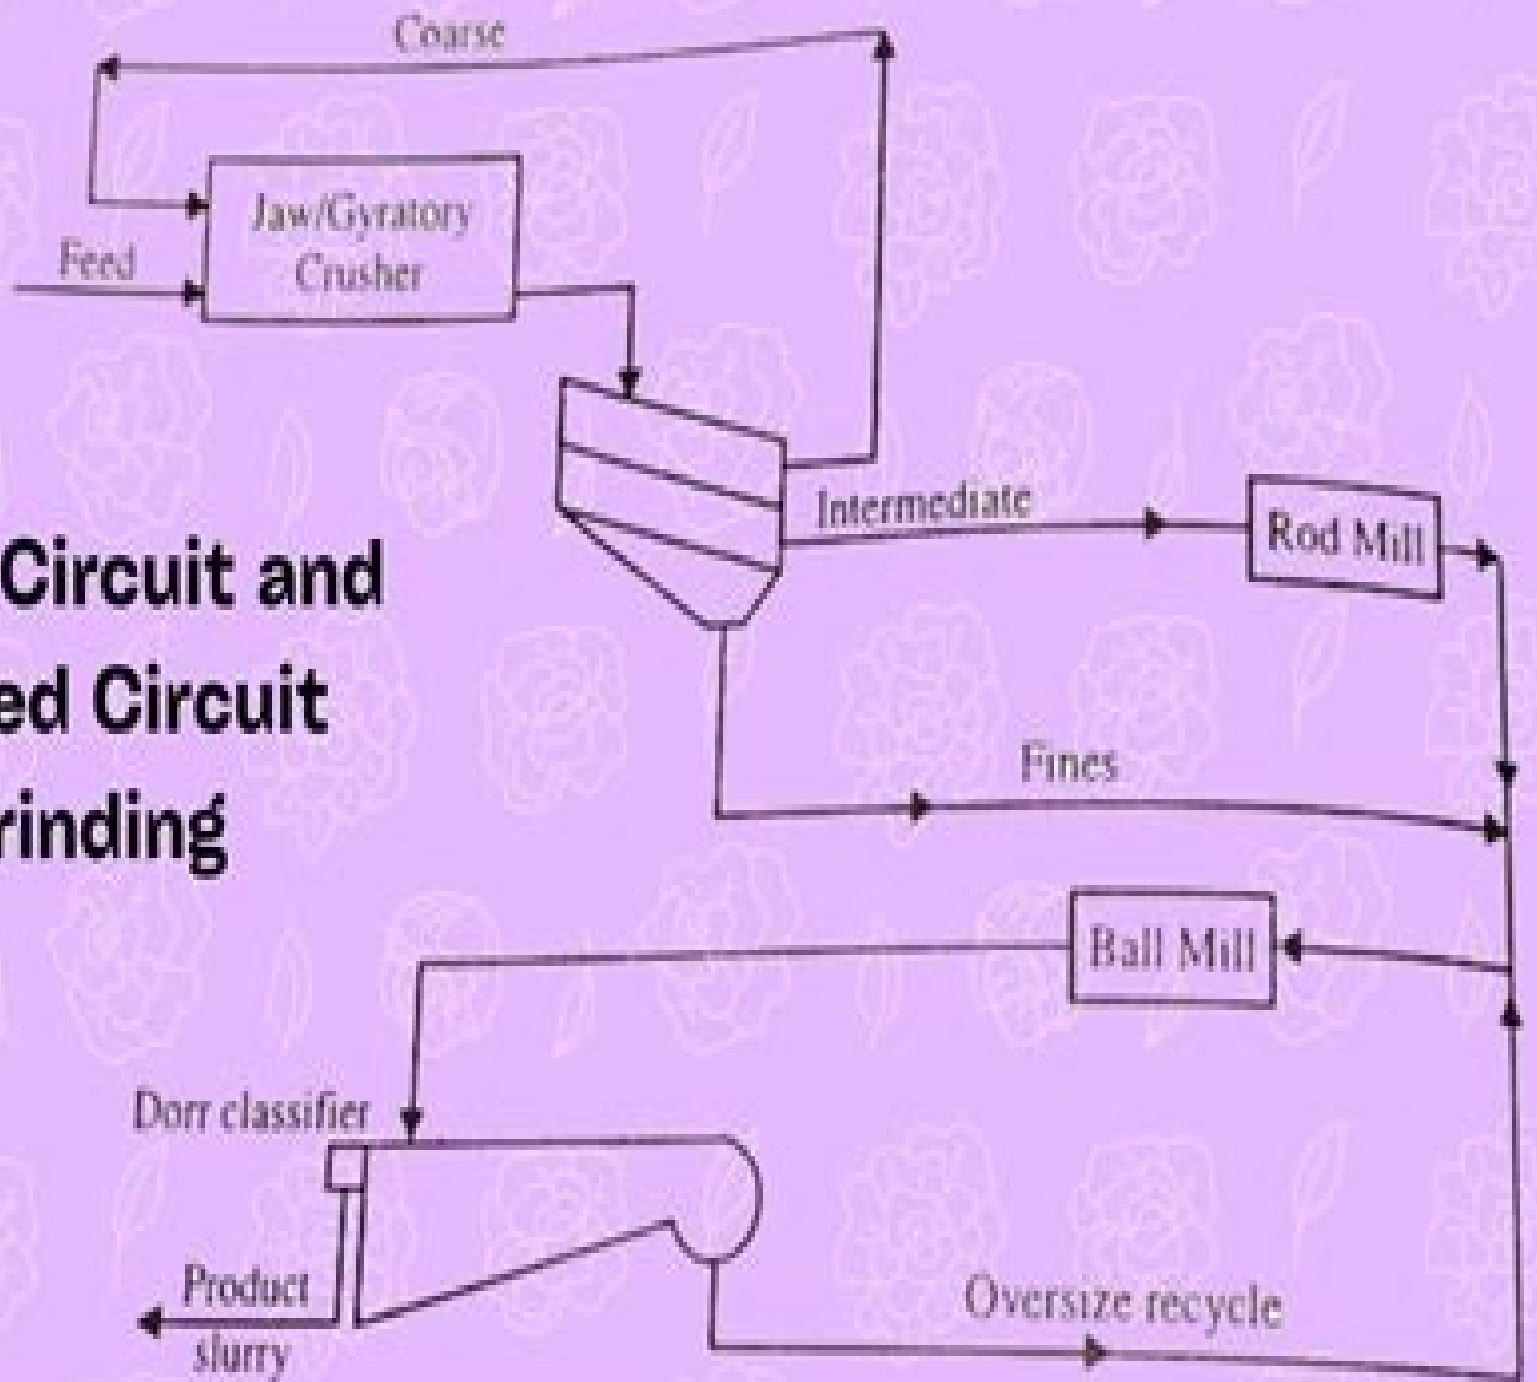 Coarse
Jaw/Gyratory
Crusher
Feed
Intermediate
Rod Mill
Circuit and
ed Circuit
rinding
Fines
Ball Mill
Dorr classifier
Product
slurry
Oversize recycle